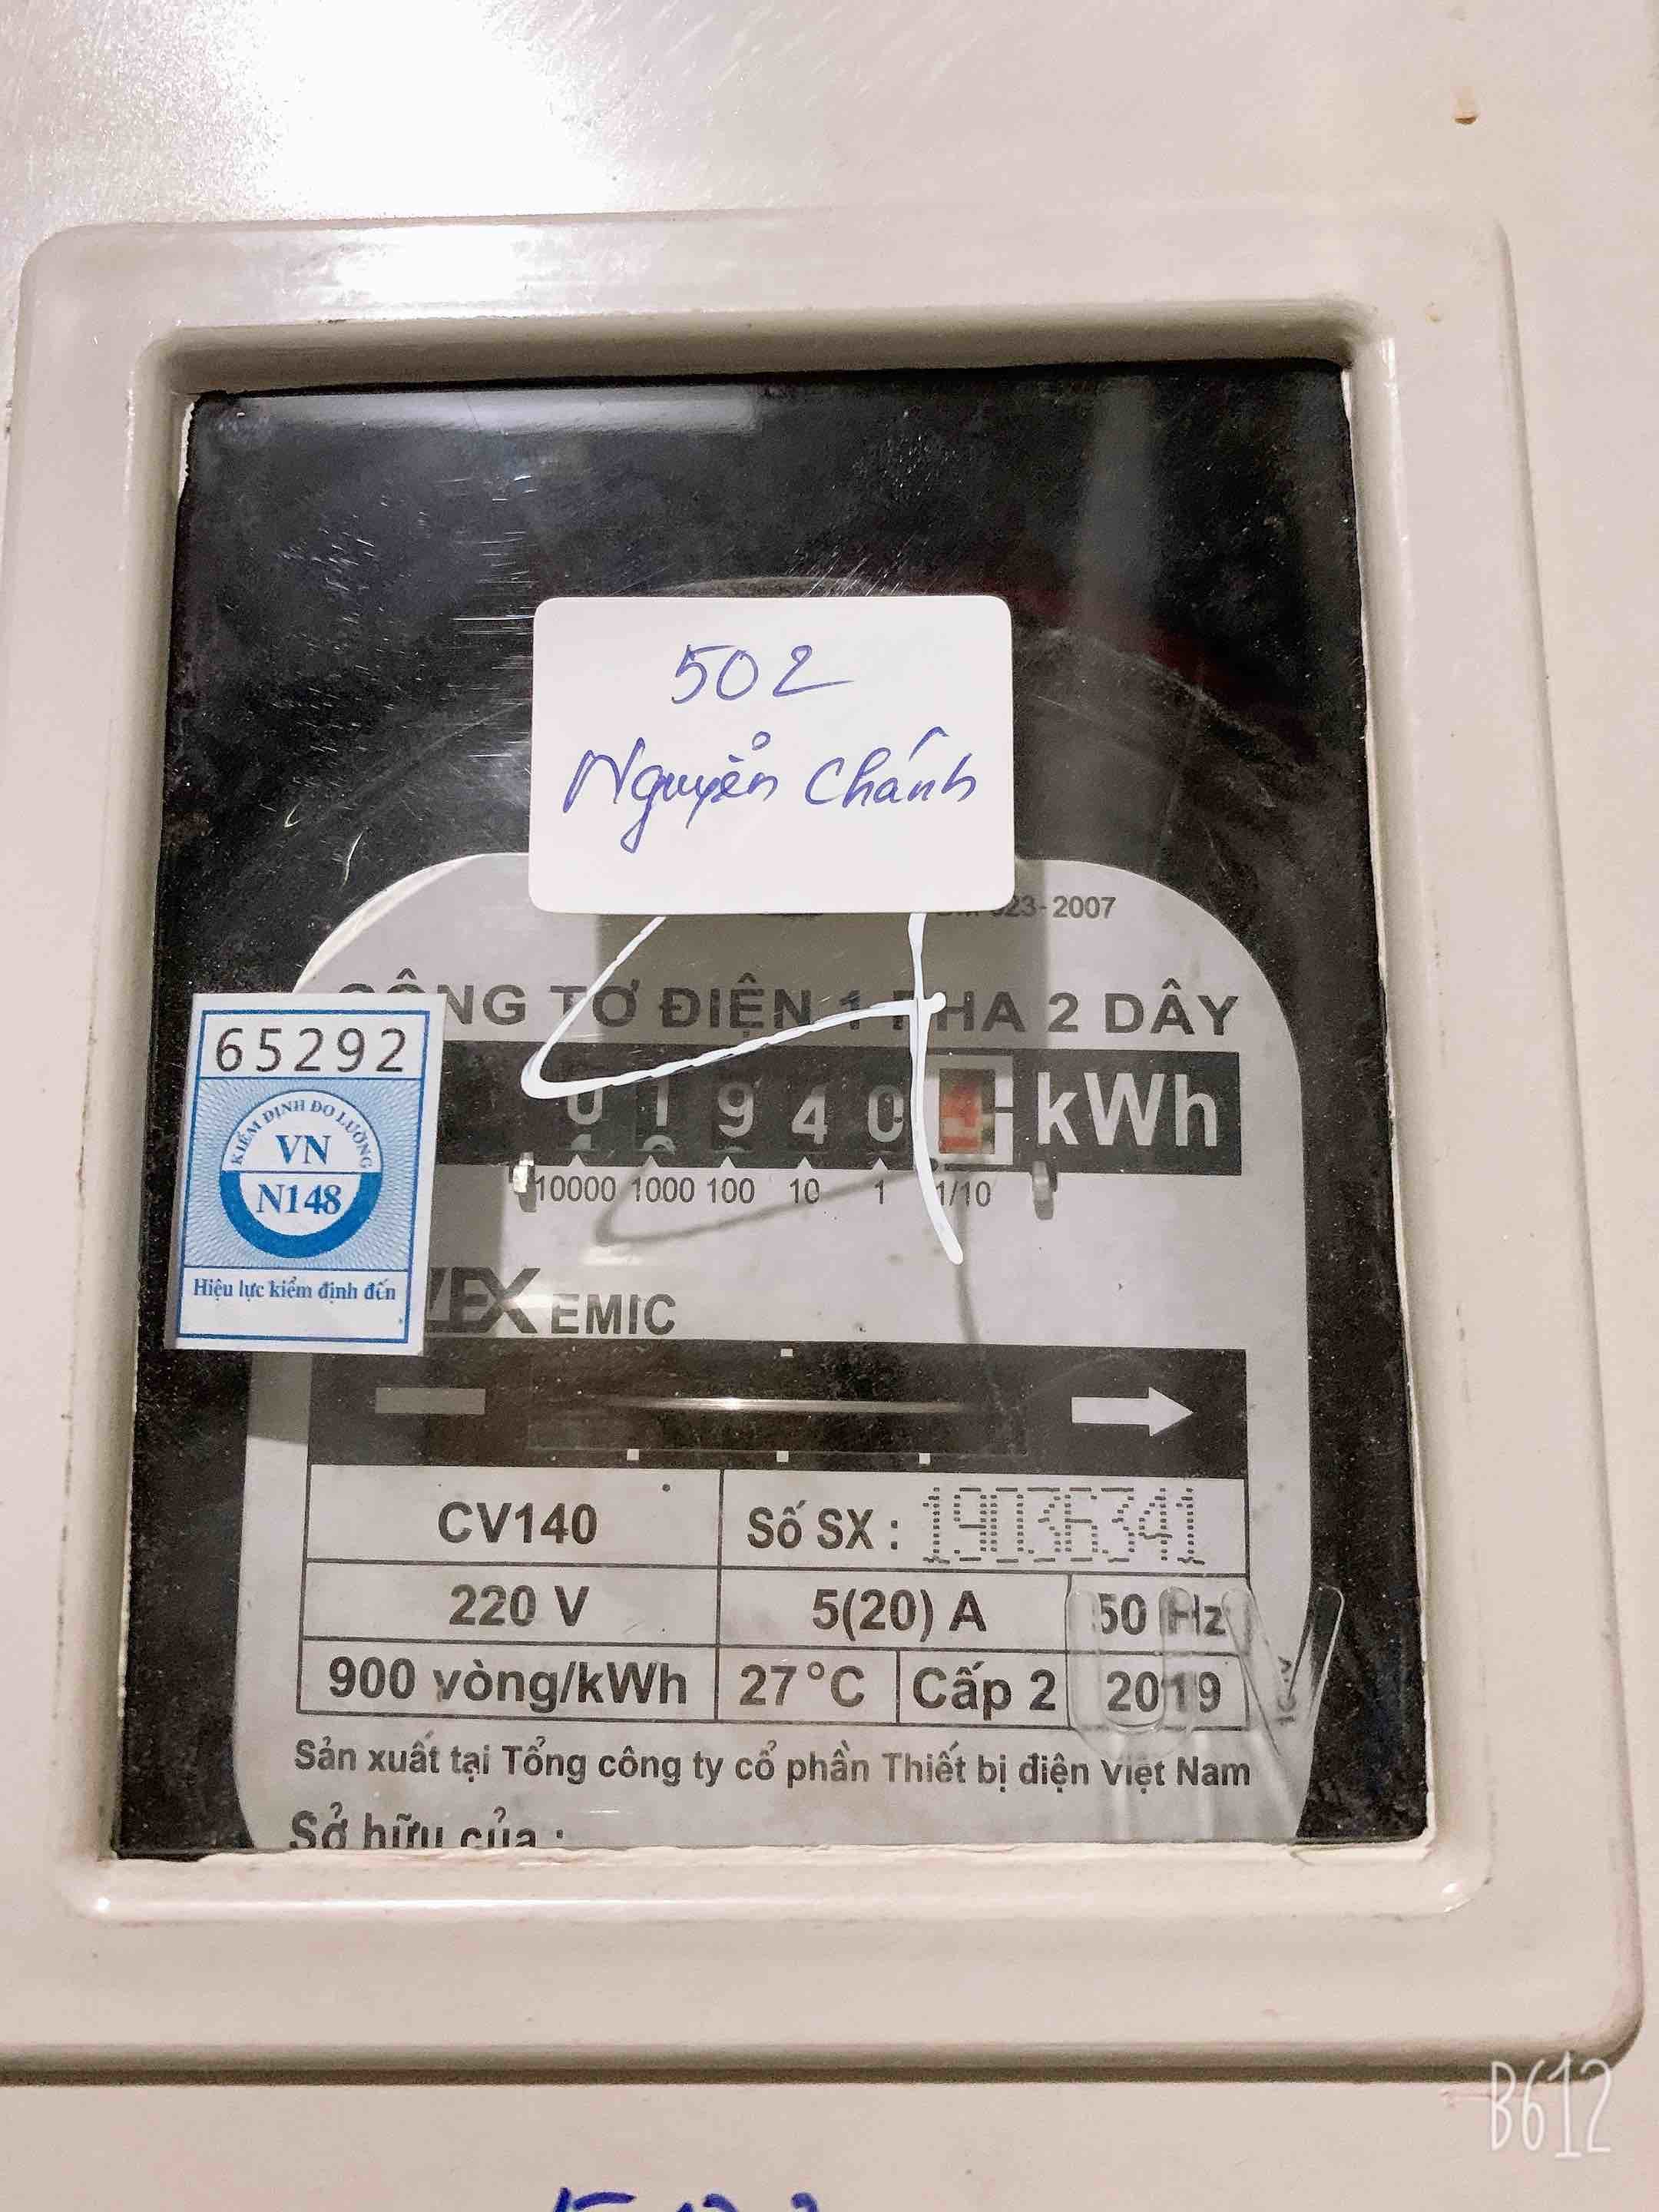 502
Nguyễn Chánh
023-2007
CÔNG TƠ ĐIỆN 1 PHA 2 DÂY
65292
KIỂM ĐỊNH ĐO LƯỜNG
VN
N148
Hiệu lực kiểm định đến
0 1 9 4 0 kWh
10000 1000 100 10 1 1/10
EMIC
CV140 Số SX : 19036341
220 V 5(20) A 50 Hz
900 vòng/kWh 27°C Cấp 2 2019
Sản xuất tại Tổng công ty cổ phần Thiết bị điện Việt Nam
Sở hữu của :
B612